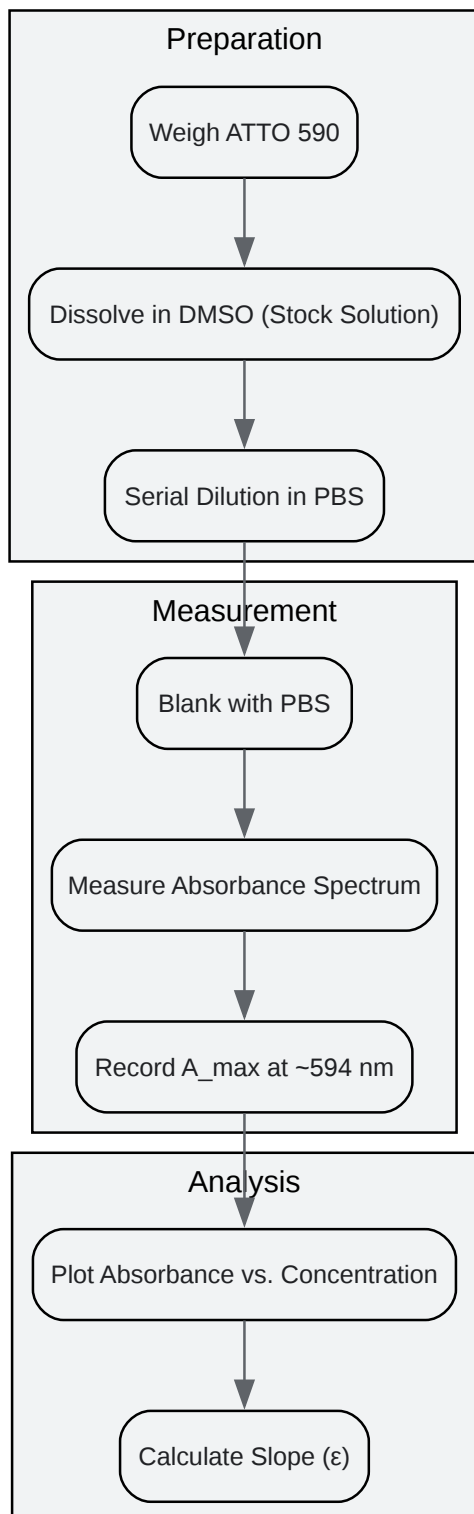 Preparation
Weigh ATTO 590
Dissolve in DMSO (Stock Solution)
Serial Dilution in PBS
Measurement
Blank with PBS
Measure Absorbance Spectrum
Record A_max at ~594 nm
Analysis
Plot Absorbance vs. Concentration
Calculate Slope (ε)